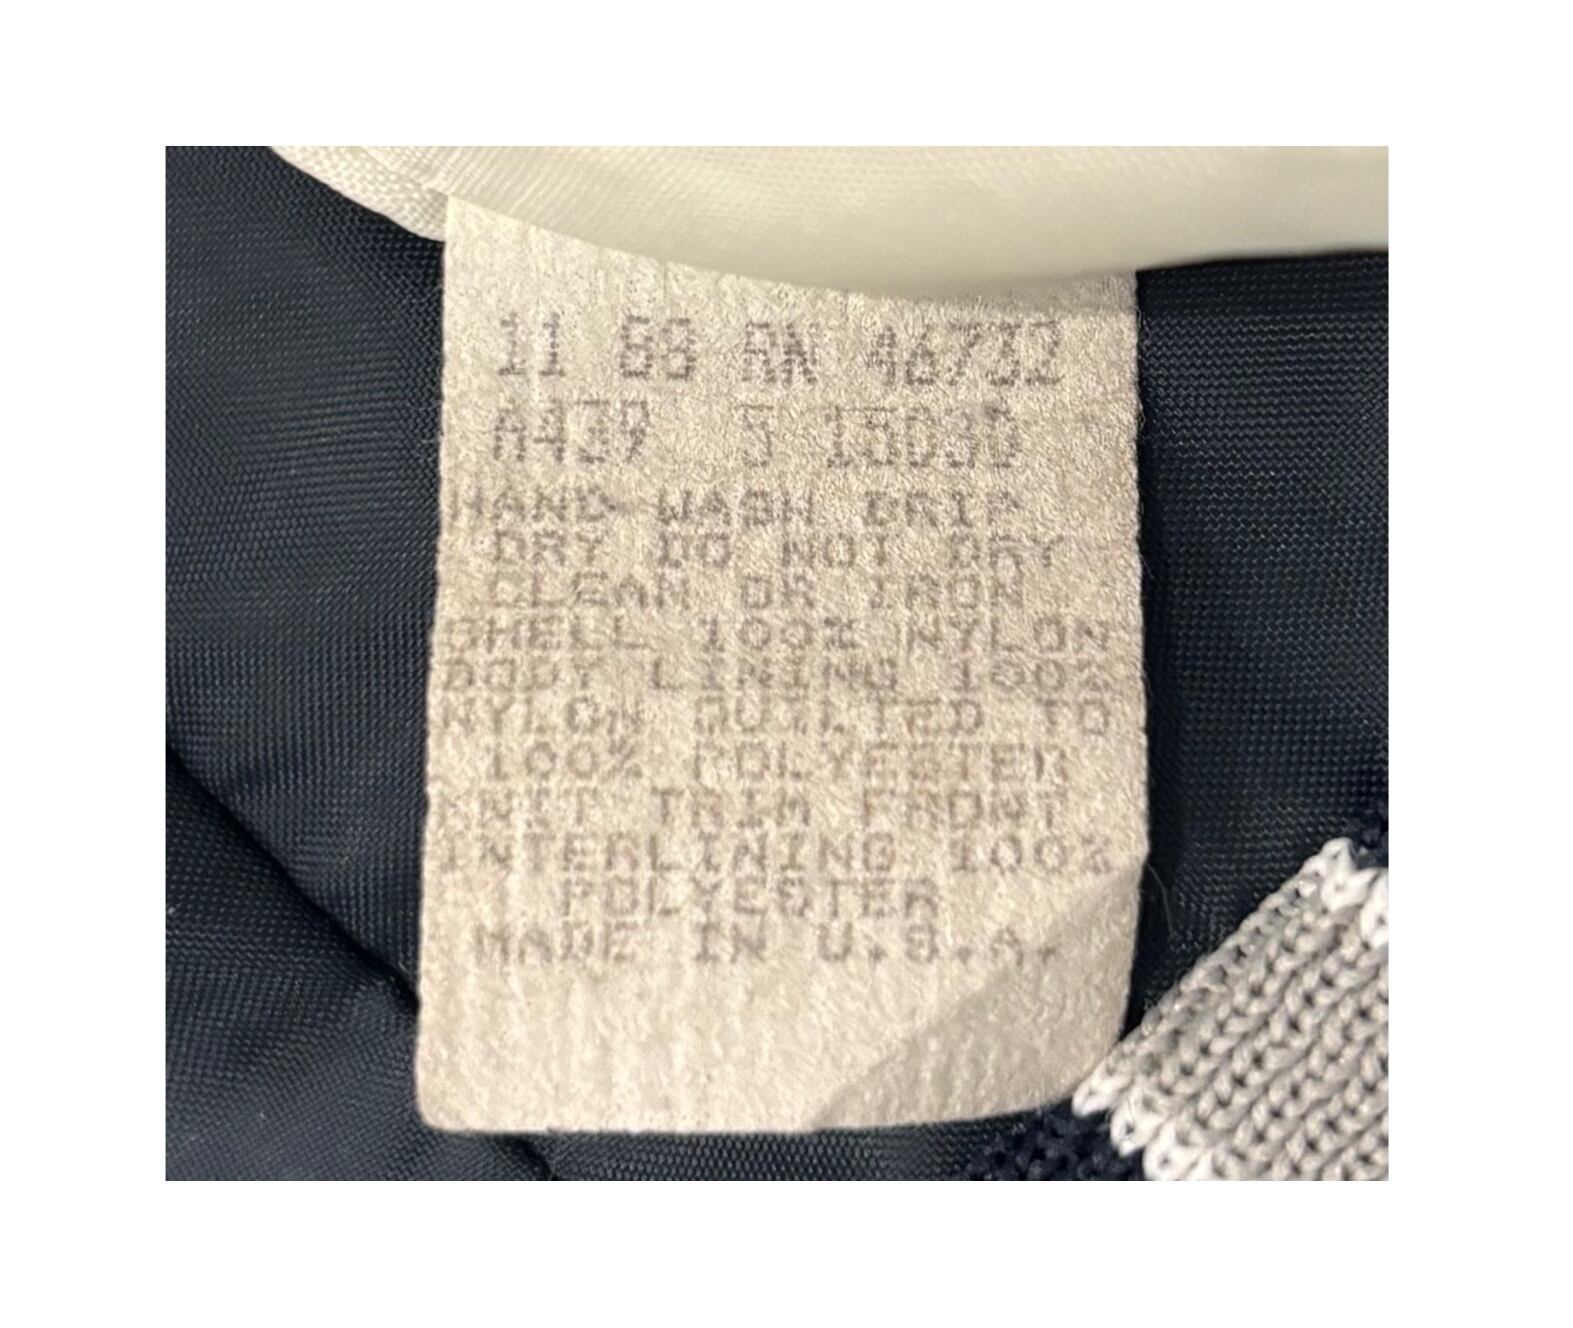 11 88 RN 46732
A439 J 15030
HAND WASH DRIP
DRY DO NOT DRY
CLEAN OR IRON
SHELL 100% NYLON
BODY LINING 100%
NYLON QUILTED TO
100% POLYESTER
KNIT TRIM FRONT
INTERLINING 100%
POLYESTER
MADE IN U.S.A.